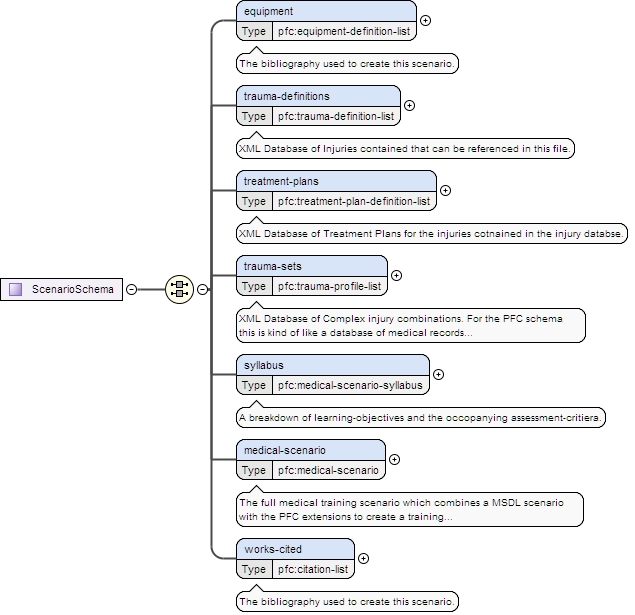 equipment
Type pfc:equipment-definition-list
The bibliography used to create this scenario.
trauma-definitions
Type pfc:trauma-definition-list
XML Database of Injuries contained that can be referenced in this file.
treatment-plans
Type pfc:treatment-plan-definition-list
XML Database of Treatment Plans for the injuries cotnained in the injury databse.
trauma-sets
Type pfc:trauma-profile-list
ScenarioSchema
XML Database of Complex injury combinations. For the PFC schema
this is kind of like a database of medical records...
syllabus
Type pfc:medical-scenario-syllabus
A breakdown of learning-objectives and the occopanying assessment-critiera.
medical-scenario
Type pfc:medical-scenario
The full medical training scenario which combines a MSDL scenario
with the PFC extensions to create a training...
works-cited
Type pfc:citation-list
The bibliography used to create this scenario.